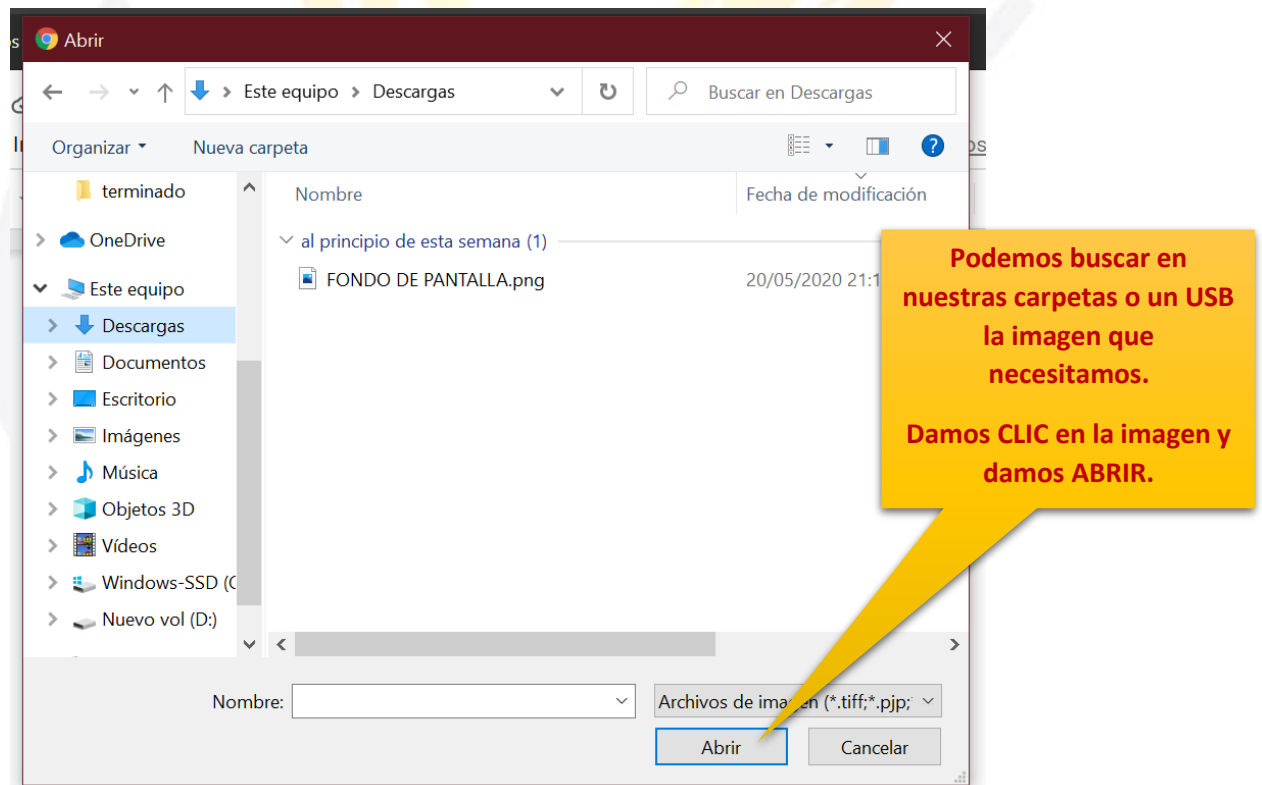 Abrir
Este equipo > Descargas
Buscar en Descargas
Organizar
Nueva carpeta
terminado
OneDrive
Este equipo
Descargas
Documentos
Escritorio
Imágenes
Música
Objetos 3D
Vídeos
Windows-SSD (C
Nuevo vol (D:)
Nombre
Fecha de modificación
al principio de esta semana (1)
FONDO DE PANTALLA.png
20/05/2020 21:1
Podemos buscar en
nuestras carpetas o un USB
la imagen que
necesitamos.
Damos CLIC en la imagen y
damos ABRIR.
Nombre:
Archivos de imagen (*.tiff;*.pjp;
Abrir
Cancelar